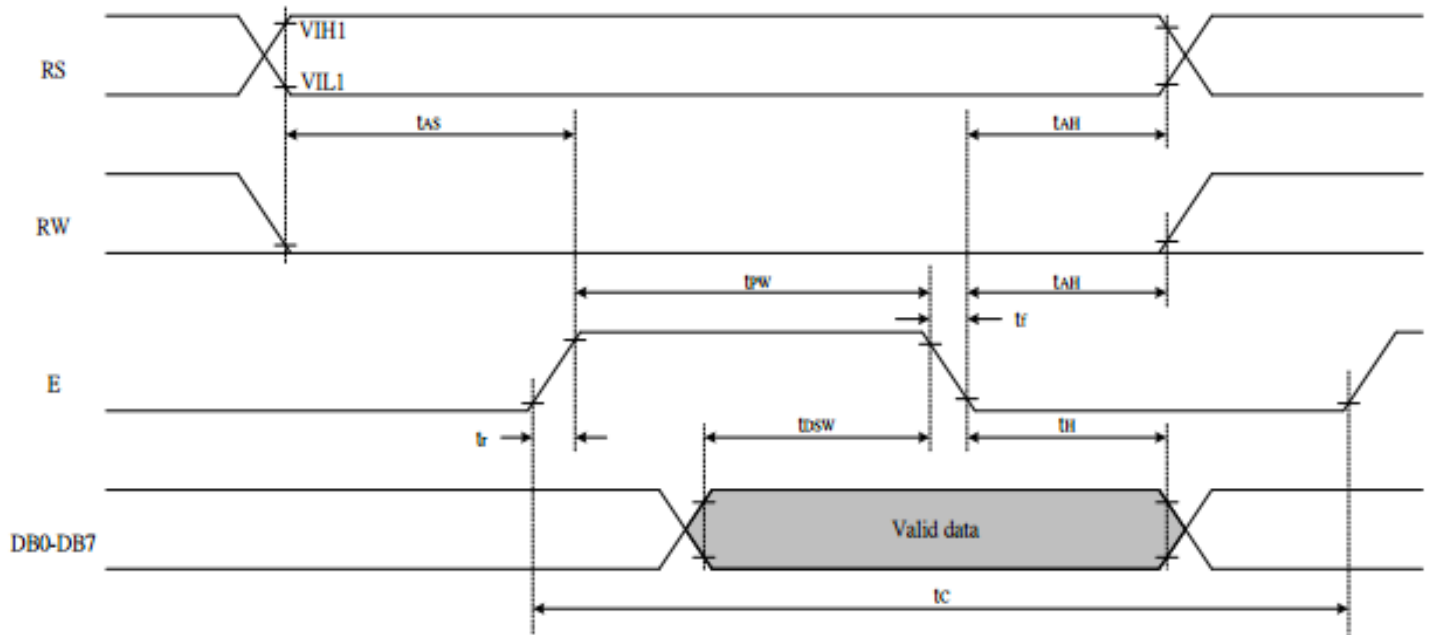 VIH1
RS
VIL1
tAS
tAH
RW
tPW
tAH
tf
E
tr
tDSW
tH
Valid data
DB0-DB7
tC